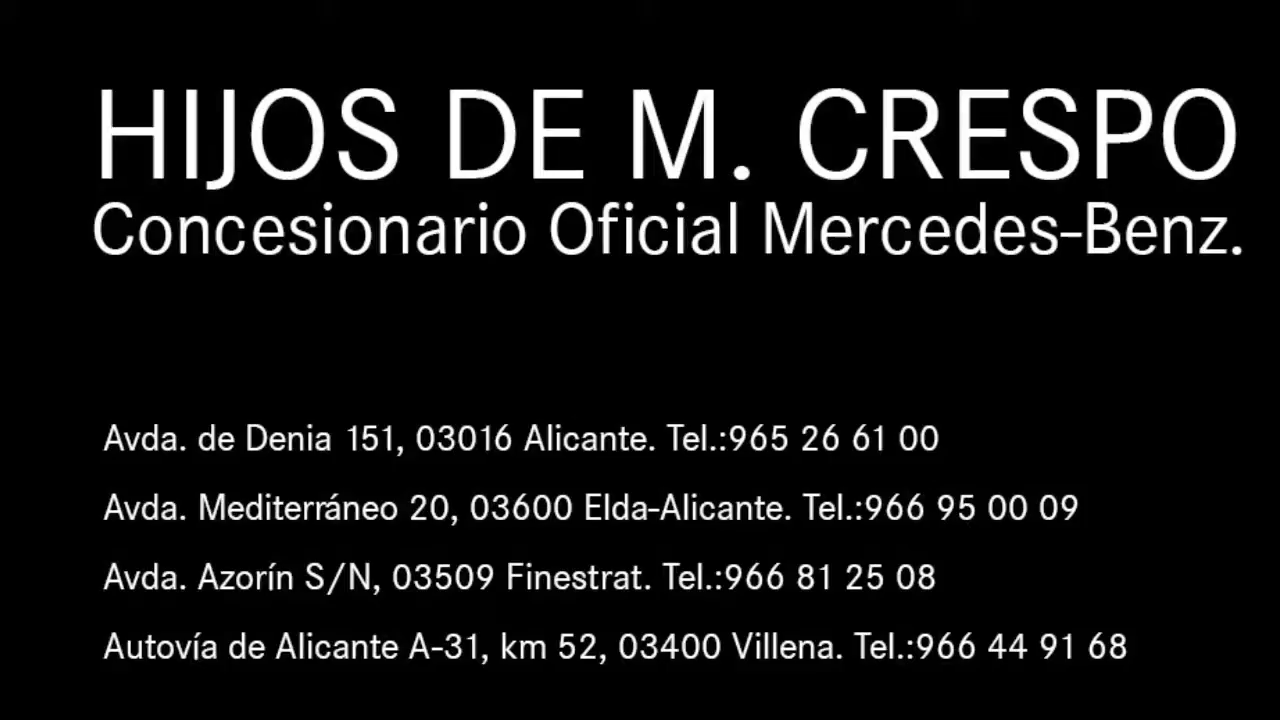 HIJOS DE M. CRESPO
Concesionario Oficial Mercedes-Benz.
Avda. de Denia 151, 03016 Alicante. Tel.:965 26 61 00
Avda. Mediterráneo 20, 03600 Elda-Alicante. Tel.:966 95 00 09
Avda. Azorín S/N, 03509 Finestrat. Tel.:966 81 25 08
Autovía de Alicante A-31, km 52, 03400 Villena. Tel.:966 44 91 68